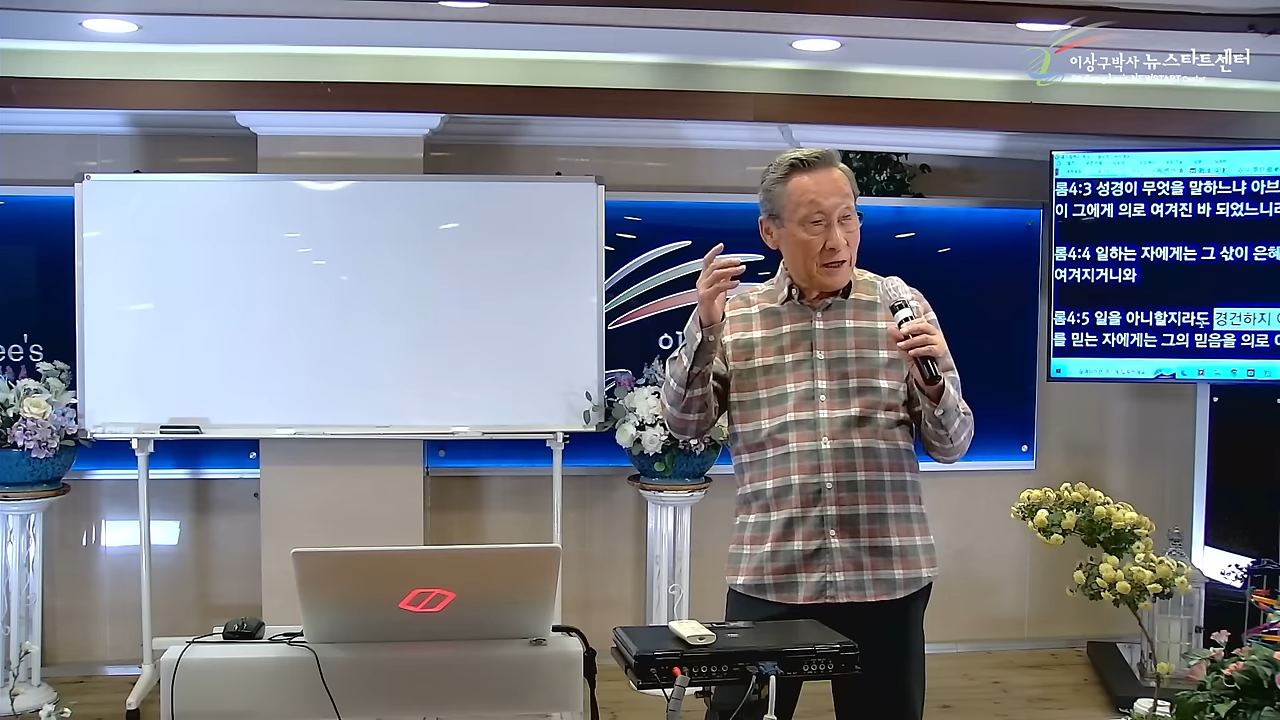 이상구박사 뉴스타트센터
롬4:3 성경이 무엇을 말하느냐 아브
이 그에게 의로 여겨진 바 되었느니라
롬4:4 일하는 자에게는 그 삯이 은혜
여겨지거니와
롬4:5 일을 아니할지라도 경건하지 아
를 믿는 자에게는 그의 믿음을 의로 여
ee's
이